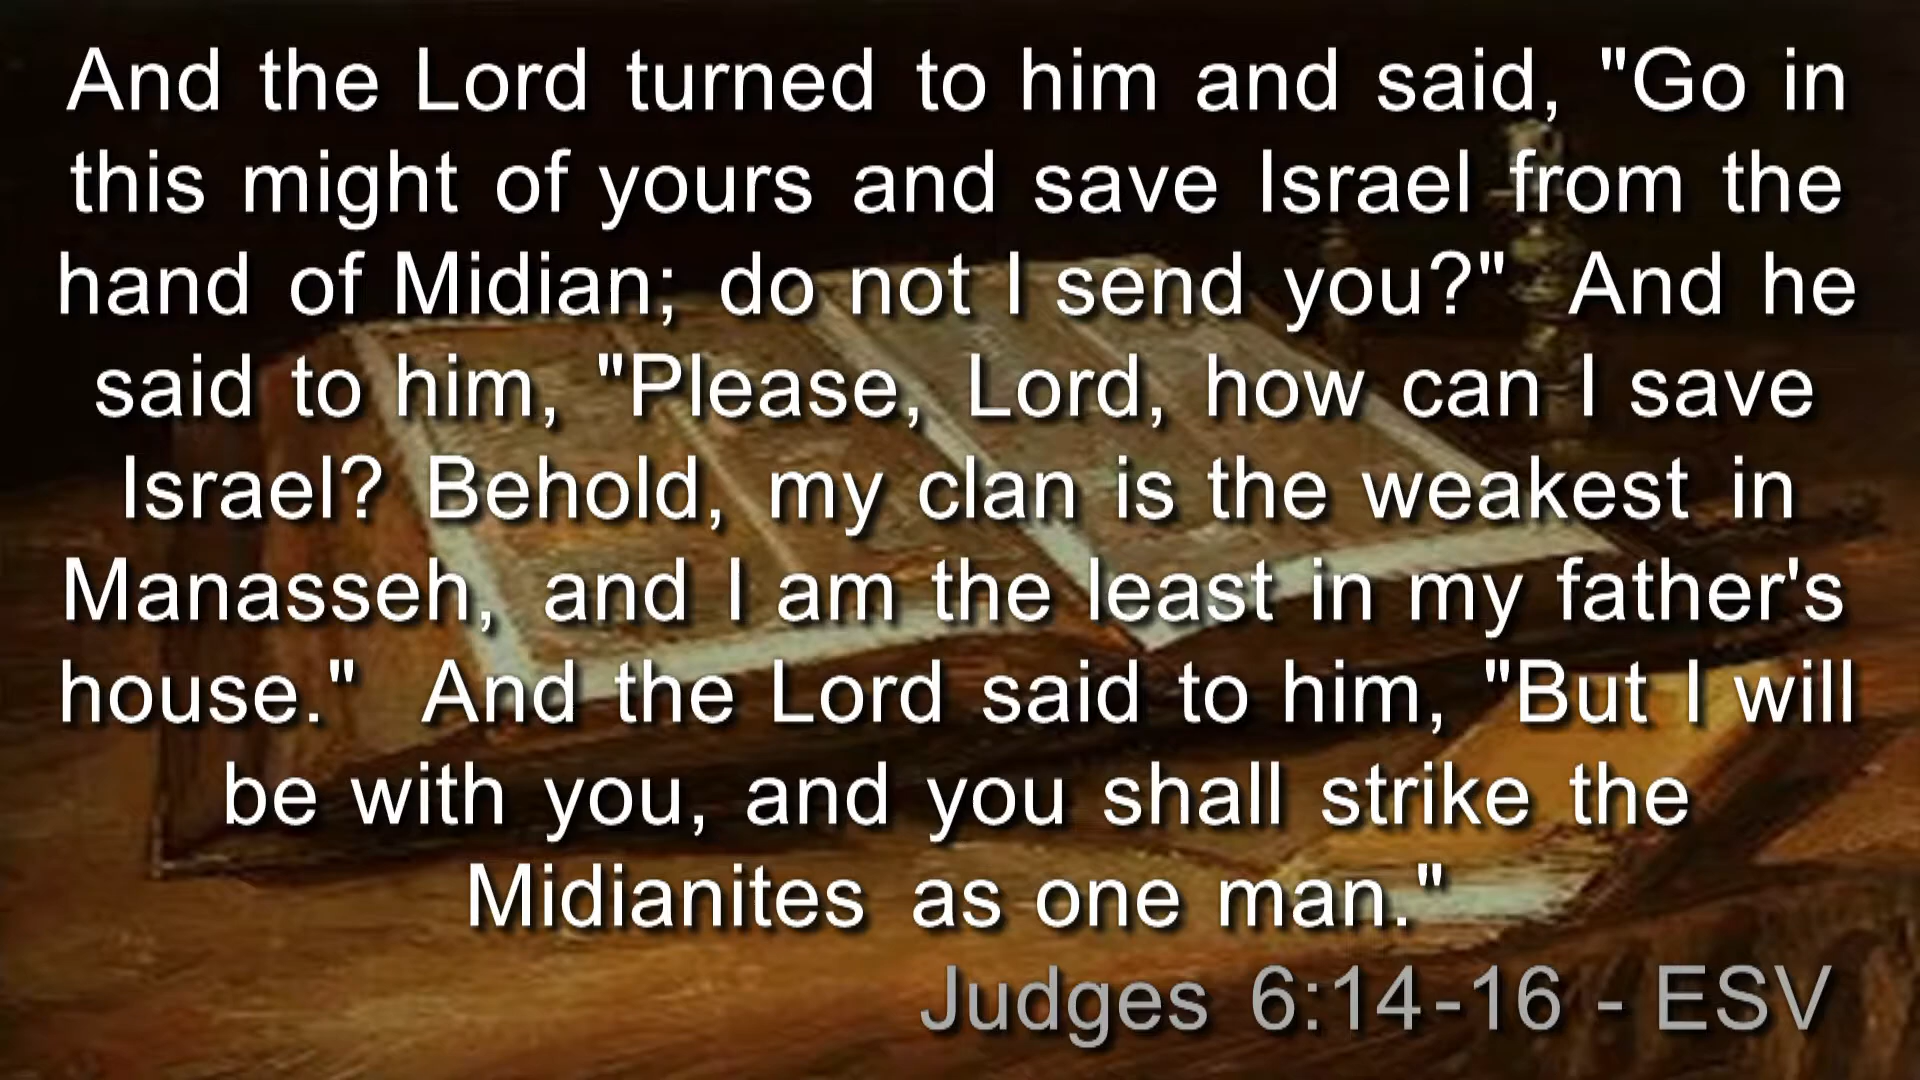 And the Lord turned to him and said, "Go in
this might of yours and save Israel from the
hand of Midian; do not I send you?" And he
said to him, "Please, Lord, how can I save
Israel? Behold, my clan is the weakest in
Manasseh, and I am the least in my father's
house." And the Lord said to him, "But I will
be with you, and you shall strike the
Midianites as one man."
Judges 6:14-16 - ESV